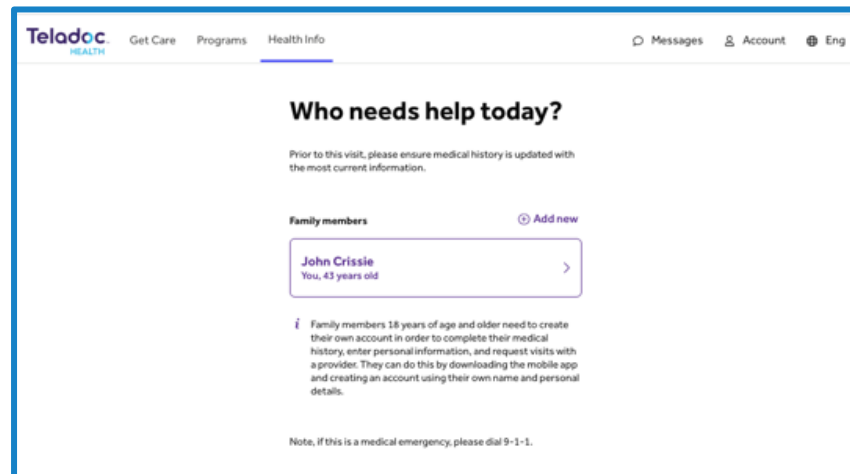 Teladoc. Get Care Programs Health Info Messages Account Eng
HEALTH
Who needs help today?
Prior to this visit, please ensure medical history is updated with
the most current information.
Family members Add new
John Crissie
You, 43 years old
i Family members 18 years of age and older need to create
their own account in order to complete their medical
history, enter personal information, and request visits with
a provider. They can do this by downloading the mobile app
and creating an account using their own name and personal
details.
Note, if this is a medical emergency, please dial 9-1-1.